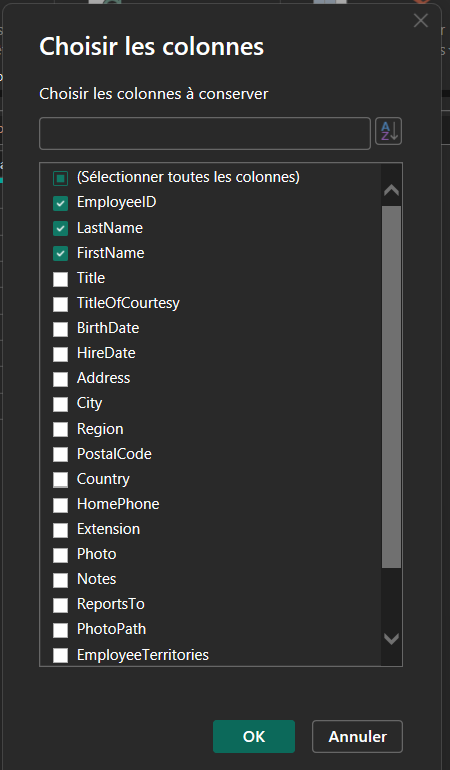 Choisir les colonnes
Choisir les colonnes à conserver
(Sélectionner toutes les colonnes)
EmployeeID
LastName
FirstName
Title
TitleOfCourtesy
BirthDate
HireDate
Address
City
Region
PostalCode
Country
HomePhone
Extension
Photo
Notes
ReportsTo
PhotoPath
EmployeeTerritories
OK
Annuler